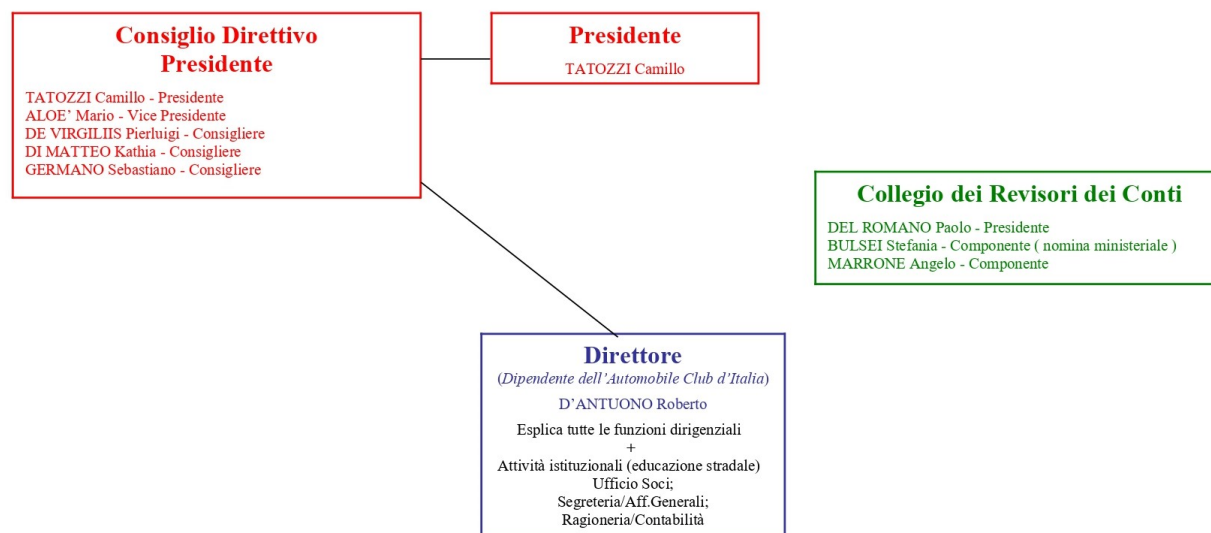 Consiglio Direttivo
Presidente
TATOZZI Camillo - Presidente
ALOE’ Mario - Vice Presidente
DE VIRGILIIS Pierluigi - Consigliere
DI MATTEO Kathia - Consigliere
GERMANO Sebastiano - Consigliere
Presidente
TATOZZI Camillo
Collegio dei Revisori dei Conti
DEL ROMANO Paolo - Presidente
BULSEI Stefania - Componente ( nomina ministeriale )
MARRONE Angelo - Componente
Direttore
(Dipendente dell’Automobile Club d’Italia)
D’ANTUONO Roberto
Esplica tutte le funzioni dirigenziali
+
Attività istituzionali (educazione stradale)
Ufficio Soci;
Segreteria/Aff.Generali;
Ragioneria/Contabilità